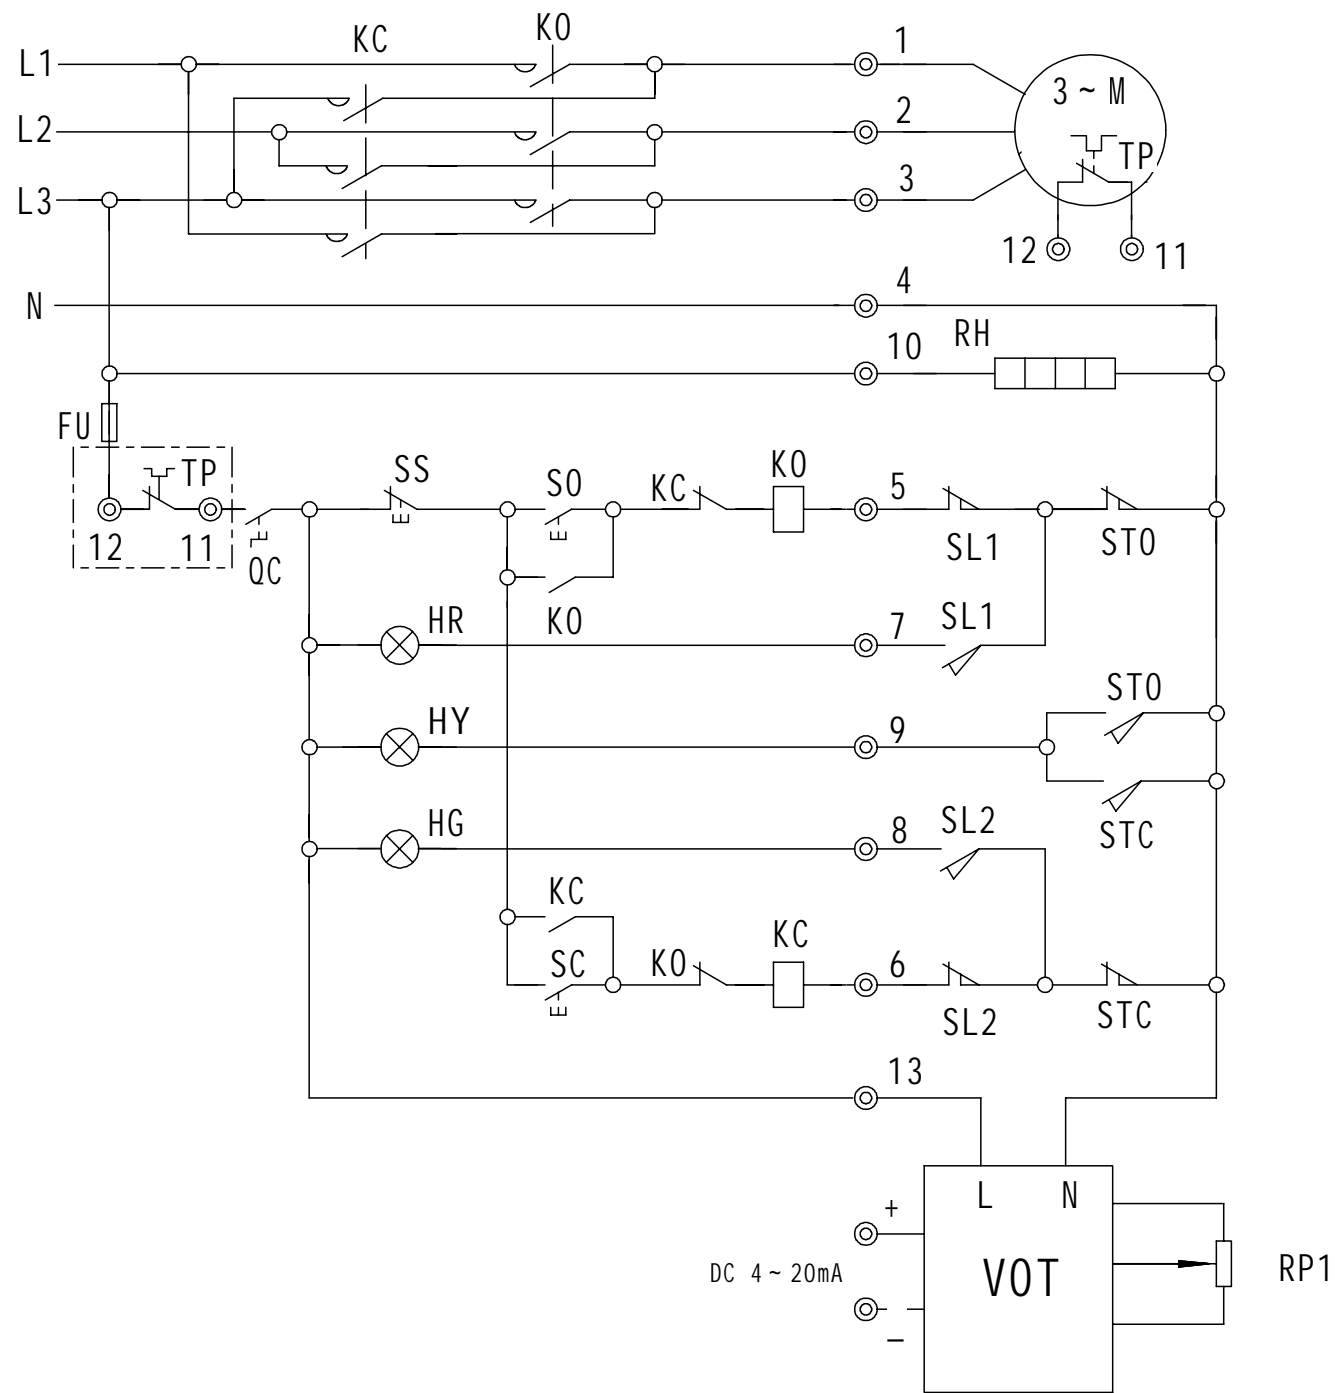 KC KO
L1 1
3 ~ M
L2 2
TP
L3 3
12 11
N 4
RH
10
FU
TP SS SO KC KO 5
12 11 QC SL1 STO
HR KO 7 SL1
HY 9 STO
HG 8 SL2 STC
KC
SC KO KC 6
SL2 STC
13
L N
+
DC 4 ~ 20mA VOT RP1
−